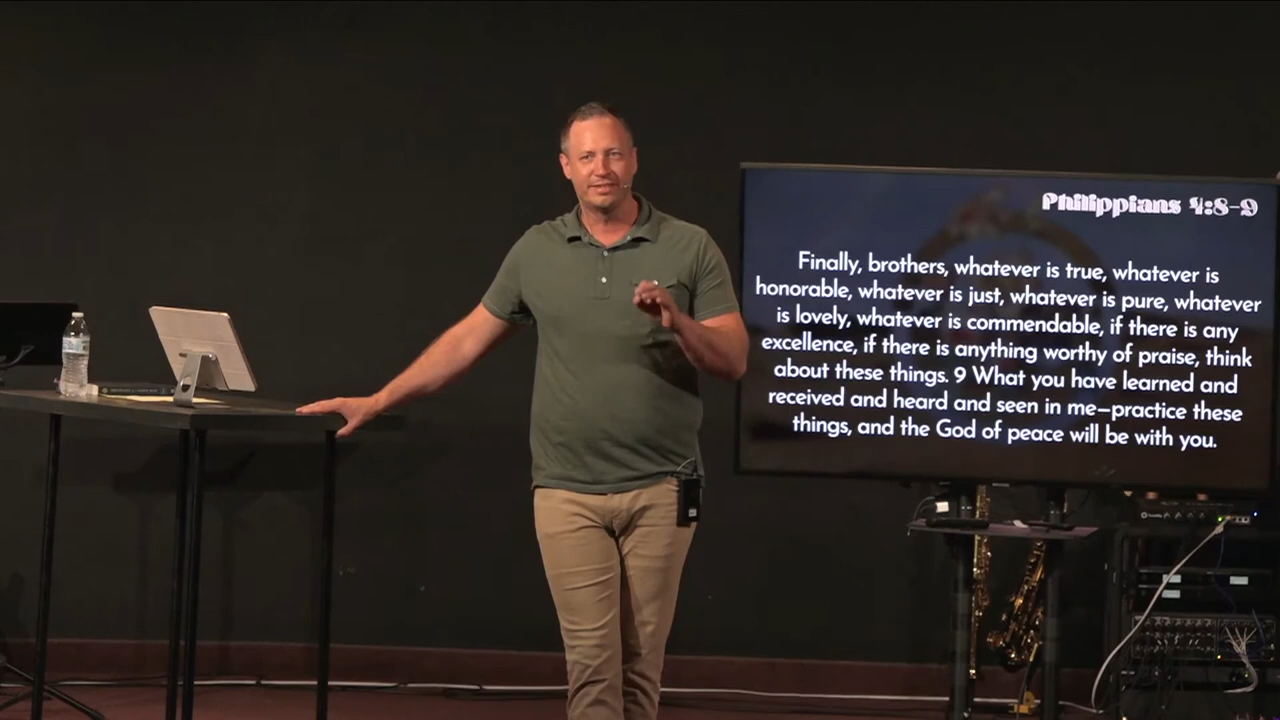 Philippians 4:8-9
Finally, brothers, whatever is true, whatever is
honorable, whatever is just, whatever is pure, whatever
is lovely, whatever is commendable, if there is any
excellence, if there is anything worthy of praise, think
about these things. 9 What you have learned and
received and heard and seen in me—practice these
things, and the God of peace will be with you.